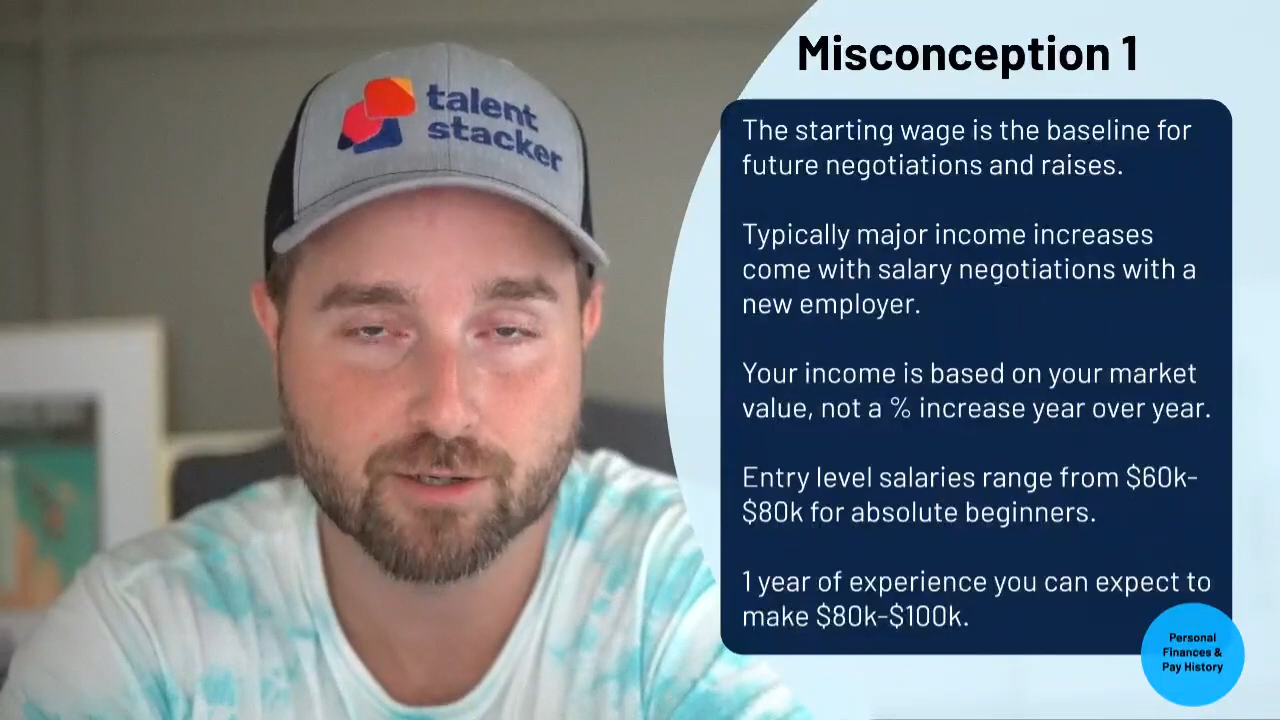 talent
stacker
Misconception 1
The starting wage is the baseline for
future negotiations and raises.
Typically major income increases
come with salary negotiations with a
new employer.
Your income is based on your market
value, not a % increase year over year.
Entry level salaries range from $60k-
$80k for absolute beginners.
1 year of experience you can expect to
make $80k-$100k.
Personal
Finances &
Pay History